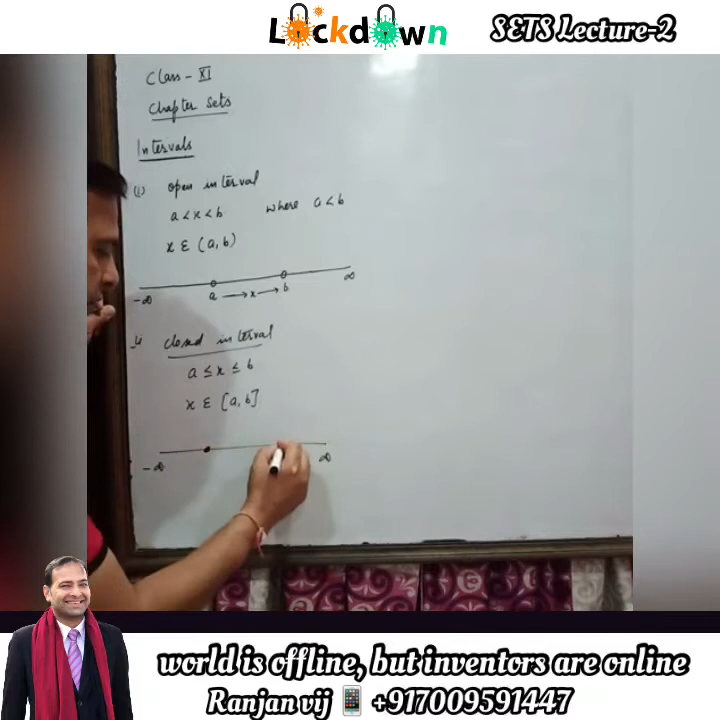 Lockdown
SETS Lecture-2
Class - XI
Chapter Sets
Intervals
(i) open interval
a < x < b where a < b
x ε (a, b)
-∞ a → x → b ∞
ii closed interval
a ≤ x ≤ b
x ε [a, b]
-∞ ∞
world is offline, but inventors are online
Ranjan vij +917009591447